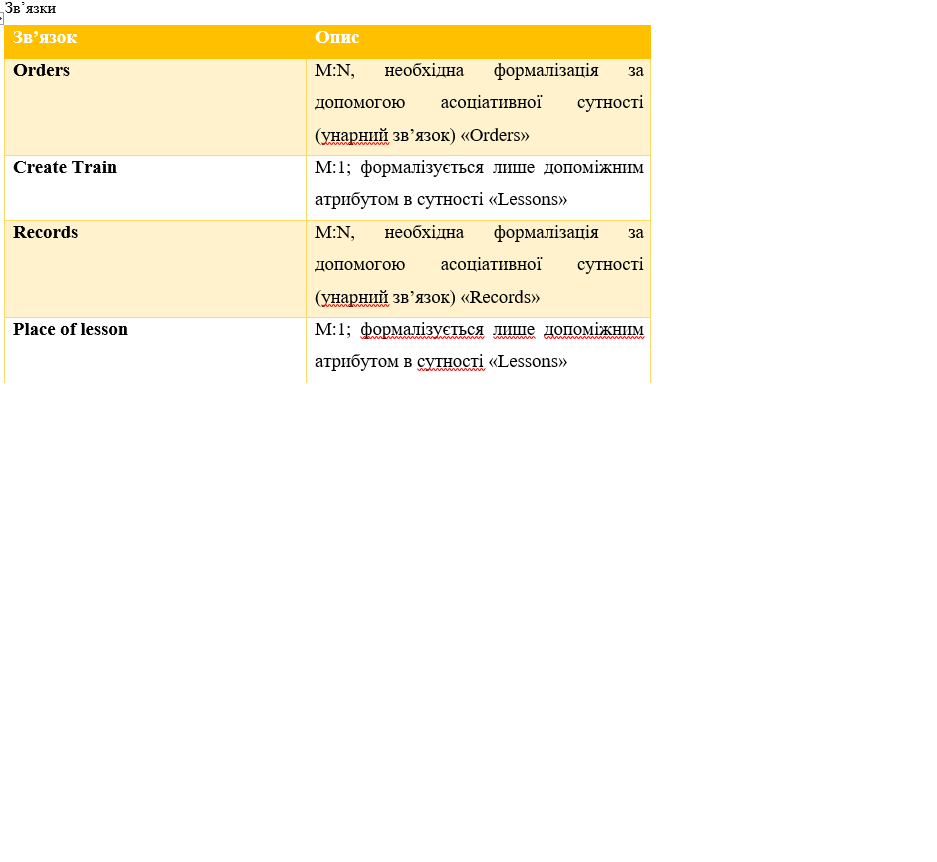 Зв’язки
Зв’язок Опис
Orders M:N, необхідна формалізація за
допомогою асоціативної сутності
(унарний зв’язок) «Orders»
Create Train M:1; формалізується лише допоміжним
атрибутом в сутності «Lessons»
Records M:N, необхідна формалізація за
допомогою асоціативної сутності
(унарний зв’язок) «Records»
Place of lesson M:1; формалізується лише допоміжним
атрибутом в сутності «Lessons»